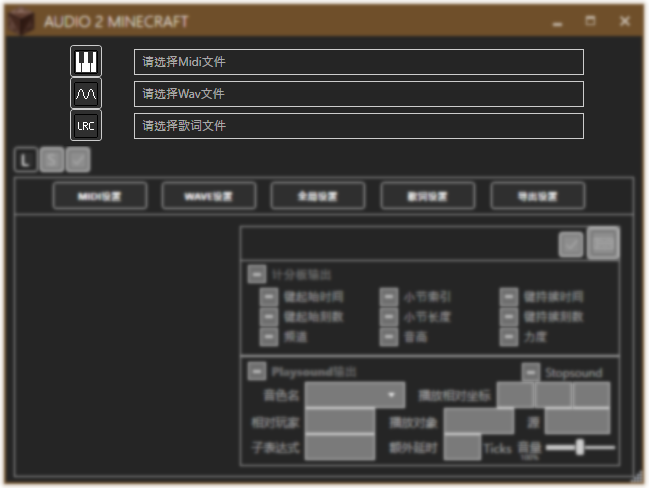 AUDIO 2 MINECRAFT
请选择Midi文件
请选择Wav文件
LRC 请选择歌词文件
L S
MIDI设置 WAVE设置 全局设置 歌词设置 导出设置
计分板输出
键起始时间 小节索引 键持续时间
键起始刻数 小节长度 键持续刻数
频道 音高 力度
Playsound输出 Stopsound
音色名 播放相对坐标
相对玩家 播放对象 源
子表达式 额外延时 Ticks 音量
100%